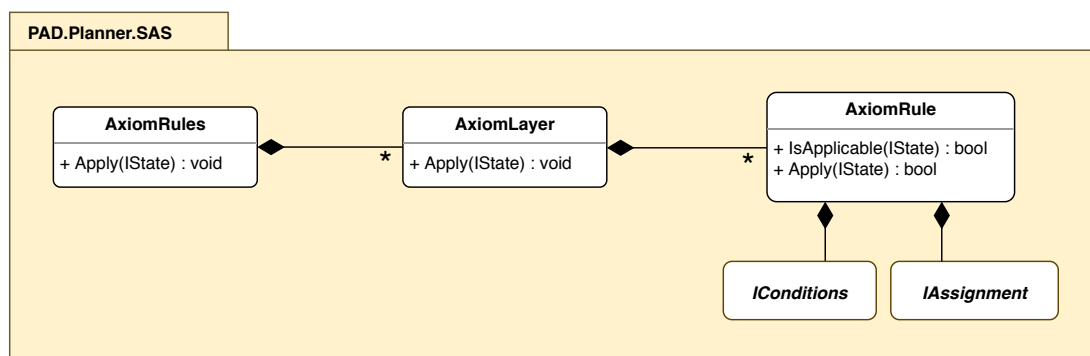 PAD.Planner.SAS
AxiomRules
+ Apply(IState) : void
*
AxiomLayer
+ Apply(IState) : void
*
AxiomRule
+ IsApplicable(IState) : bool
+ Apply(IState) : bool
IConditions
IAssignment